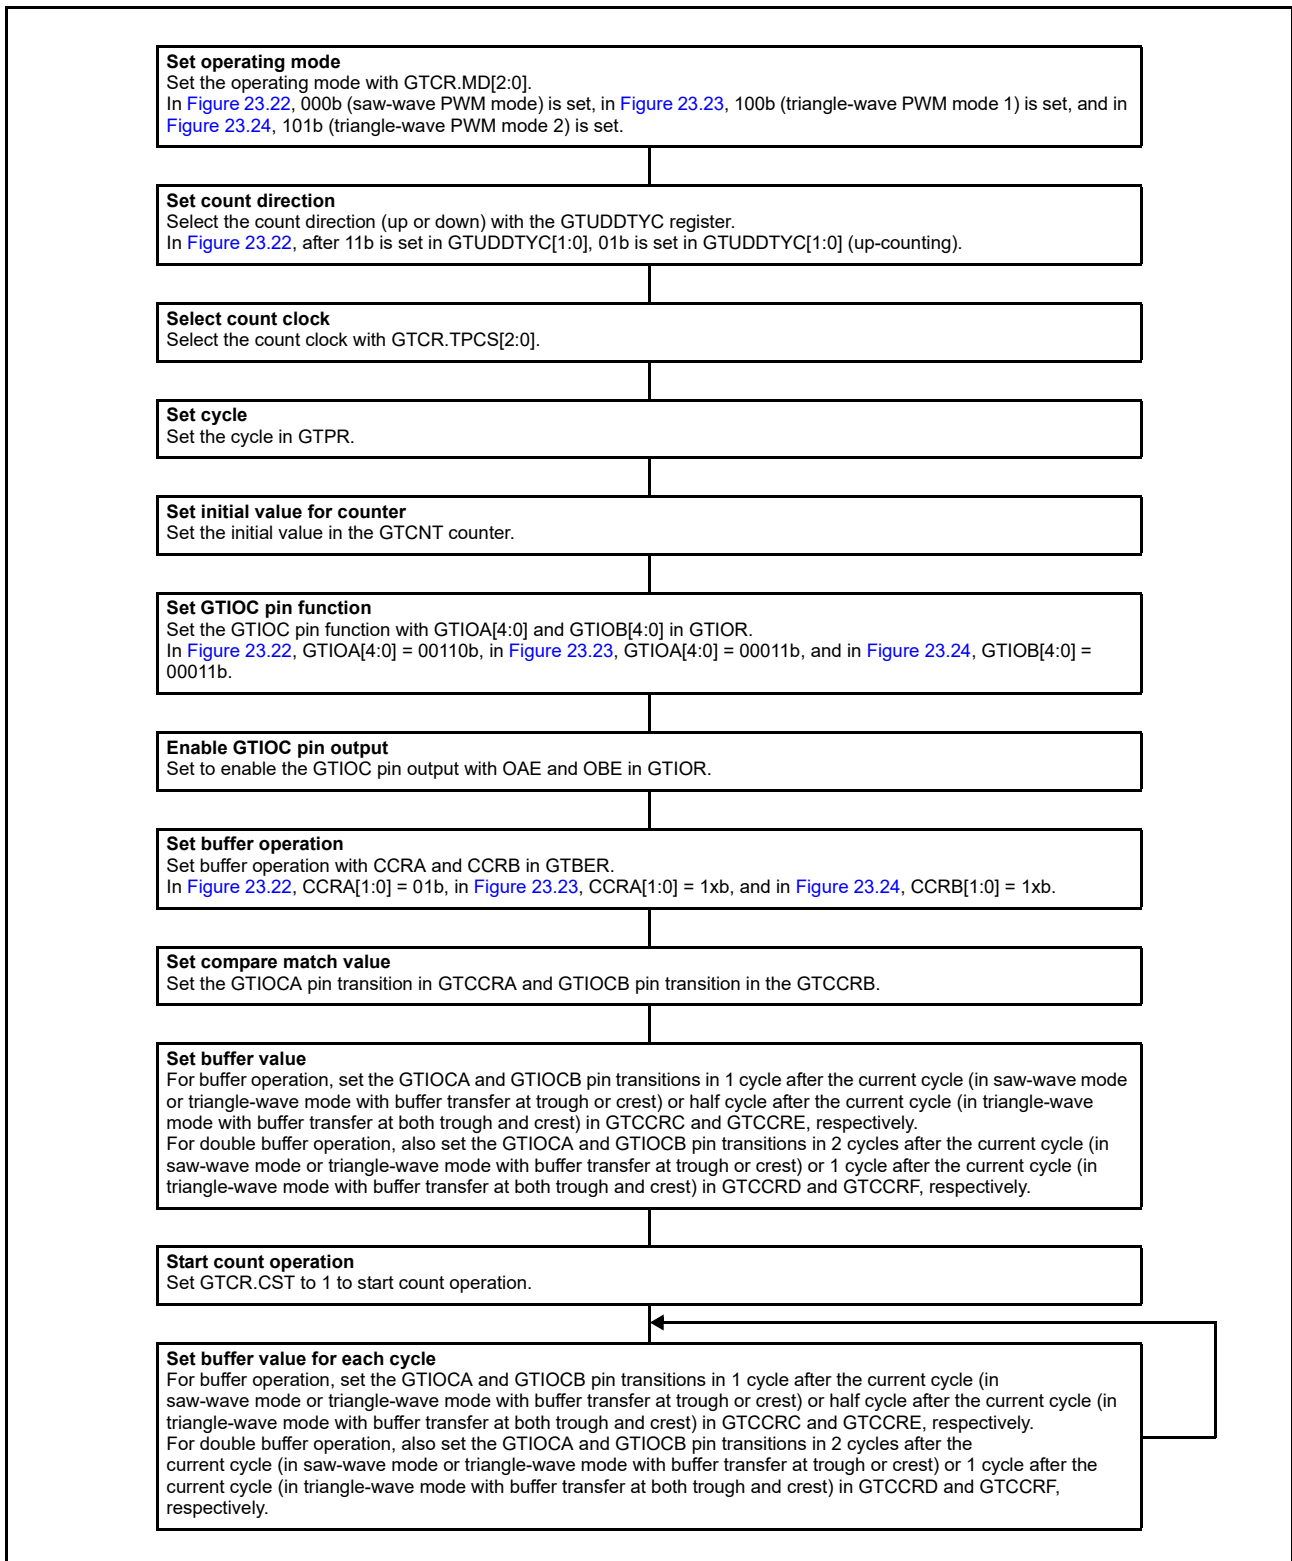 Set operating mode
Set the operating mode with GTCR.MD[2:0].
In Figure 23.22, 000b (saw-wave PWM mode) is set, in Figure 23.23, 100b (triangle-wave PWM mode 1) is set, and in
Figure 23.24, 101b (triangle-wave PWM mode 2) is set.
Set count direction
Select the count direction (up or down) with the GTUDDTYC register.
In Figure 23.22, after 11b is set in GTUDDTYC[1:0], 01b is set in GTUDDTYC[1:0] (up-counting).
Select count clock
Select the count clock with GTCR.TPCS[2:0].
Set cycle
Set the cycle in GTPR.
Set initial value for counter
Set the initial value in the GTCNT counter.
Set GTIOC pin function
Set the GTIOC pin function with GTIOA[4:0] and GTIOB[4:0] in GTIOR.
In Figure 23.22, GTIOA[4:0] = 00110b, in Figure 23.23, GTIOA[4:0] = 00011b, and in Figure 23.24, GTIOB[4:0] =
00011b.
Enable GTIOC pin output
Set to enable the GTIOC pin output with OAE and OBE in GTIOR.
Set buffer operation
Set buffer operation with CCRA and CCRB in GTBER.
In Figure 23.22, CCRA[1:0] = 01b, in Figure 23.23, CCRA[1:0] = 1xb, and in Figure 23.24, CCRB[1:0] = 1xb.
Set compare match value
Set the GTIOCA pin transition in GTCCRA and GTIOCB pin transition in the GTCCRB.
Set buffer value
For buffer operation, set the GTIOCA and GTIOCB pin transitions in 1 cycle after the current cycle (in saw-wave mode
or triangle-wave mode with buffer transfer at trough or crest) or half cycle after the current cycle (in triangle-wave
mode with buffer transfer at both trough and crest) in GTCCRC and GTCCRE, respectively.
For double buffer operation, also set the GTIOCA and GTIOCB pin transitions in 2 cycles after the current cycle (in
saw-wave mode or triangle-wave mode with buffer transfer at trough or crest) or 1 cycle after the current cycle (in
triangle-wave mode with buffer transfer at both trough and crest) in GTCCRD and GTCCRF, respectively.
Start count operation
Set GTCR.CST to 1 to start count operation.
Set buffer value for each cycle
For buffer operation, set the GTIOCA and GTIOCB pin transitions in 1 cycle after the current cycle (in
saw-wave mode or triangle-wave mode with buffer transfer at trough or crest) or half cycle after the current cycle (in
triangle-wave mode with buffer transfer at both trough and crest) in GTCCRC and GTCCRE, respectively.
For double buffer operation, also set the GTIOCA and GTIOCB pin transitions in 2 cycles after the
current cycle (in saw-wave mode or triangle-wave mode with buffer transfer at trough or crest) or 1 cycle after the
current cycle (in triangle-wave mode with buffer transfer at both trough and crest) in GTCCRD and GTCCRF,
respectively.